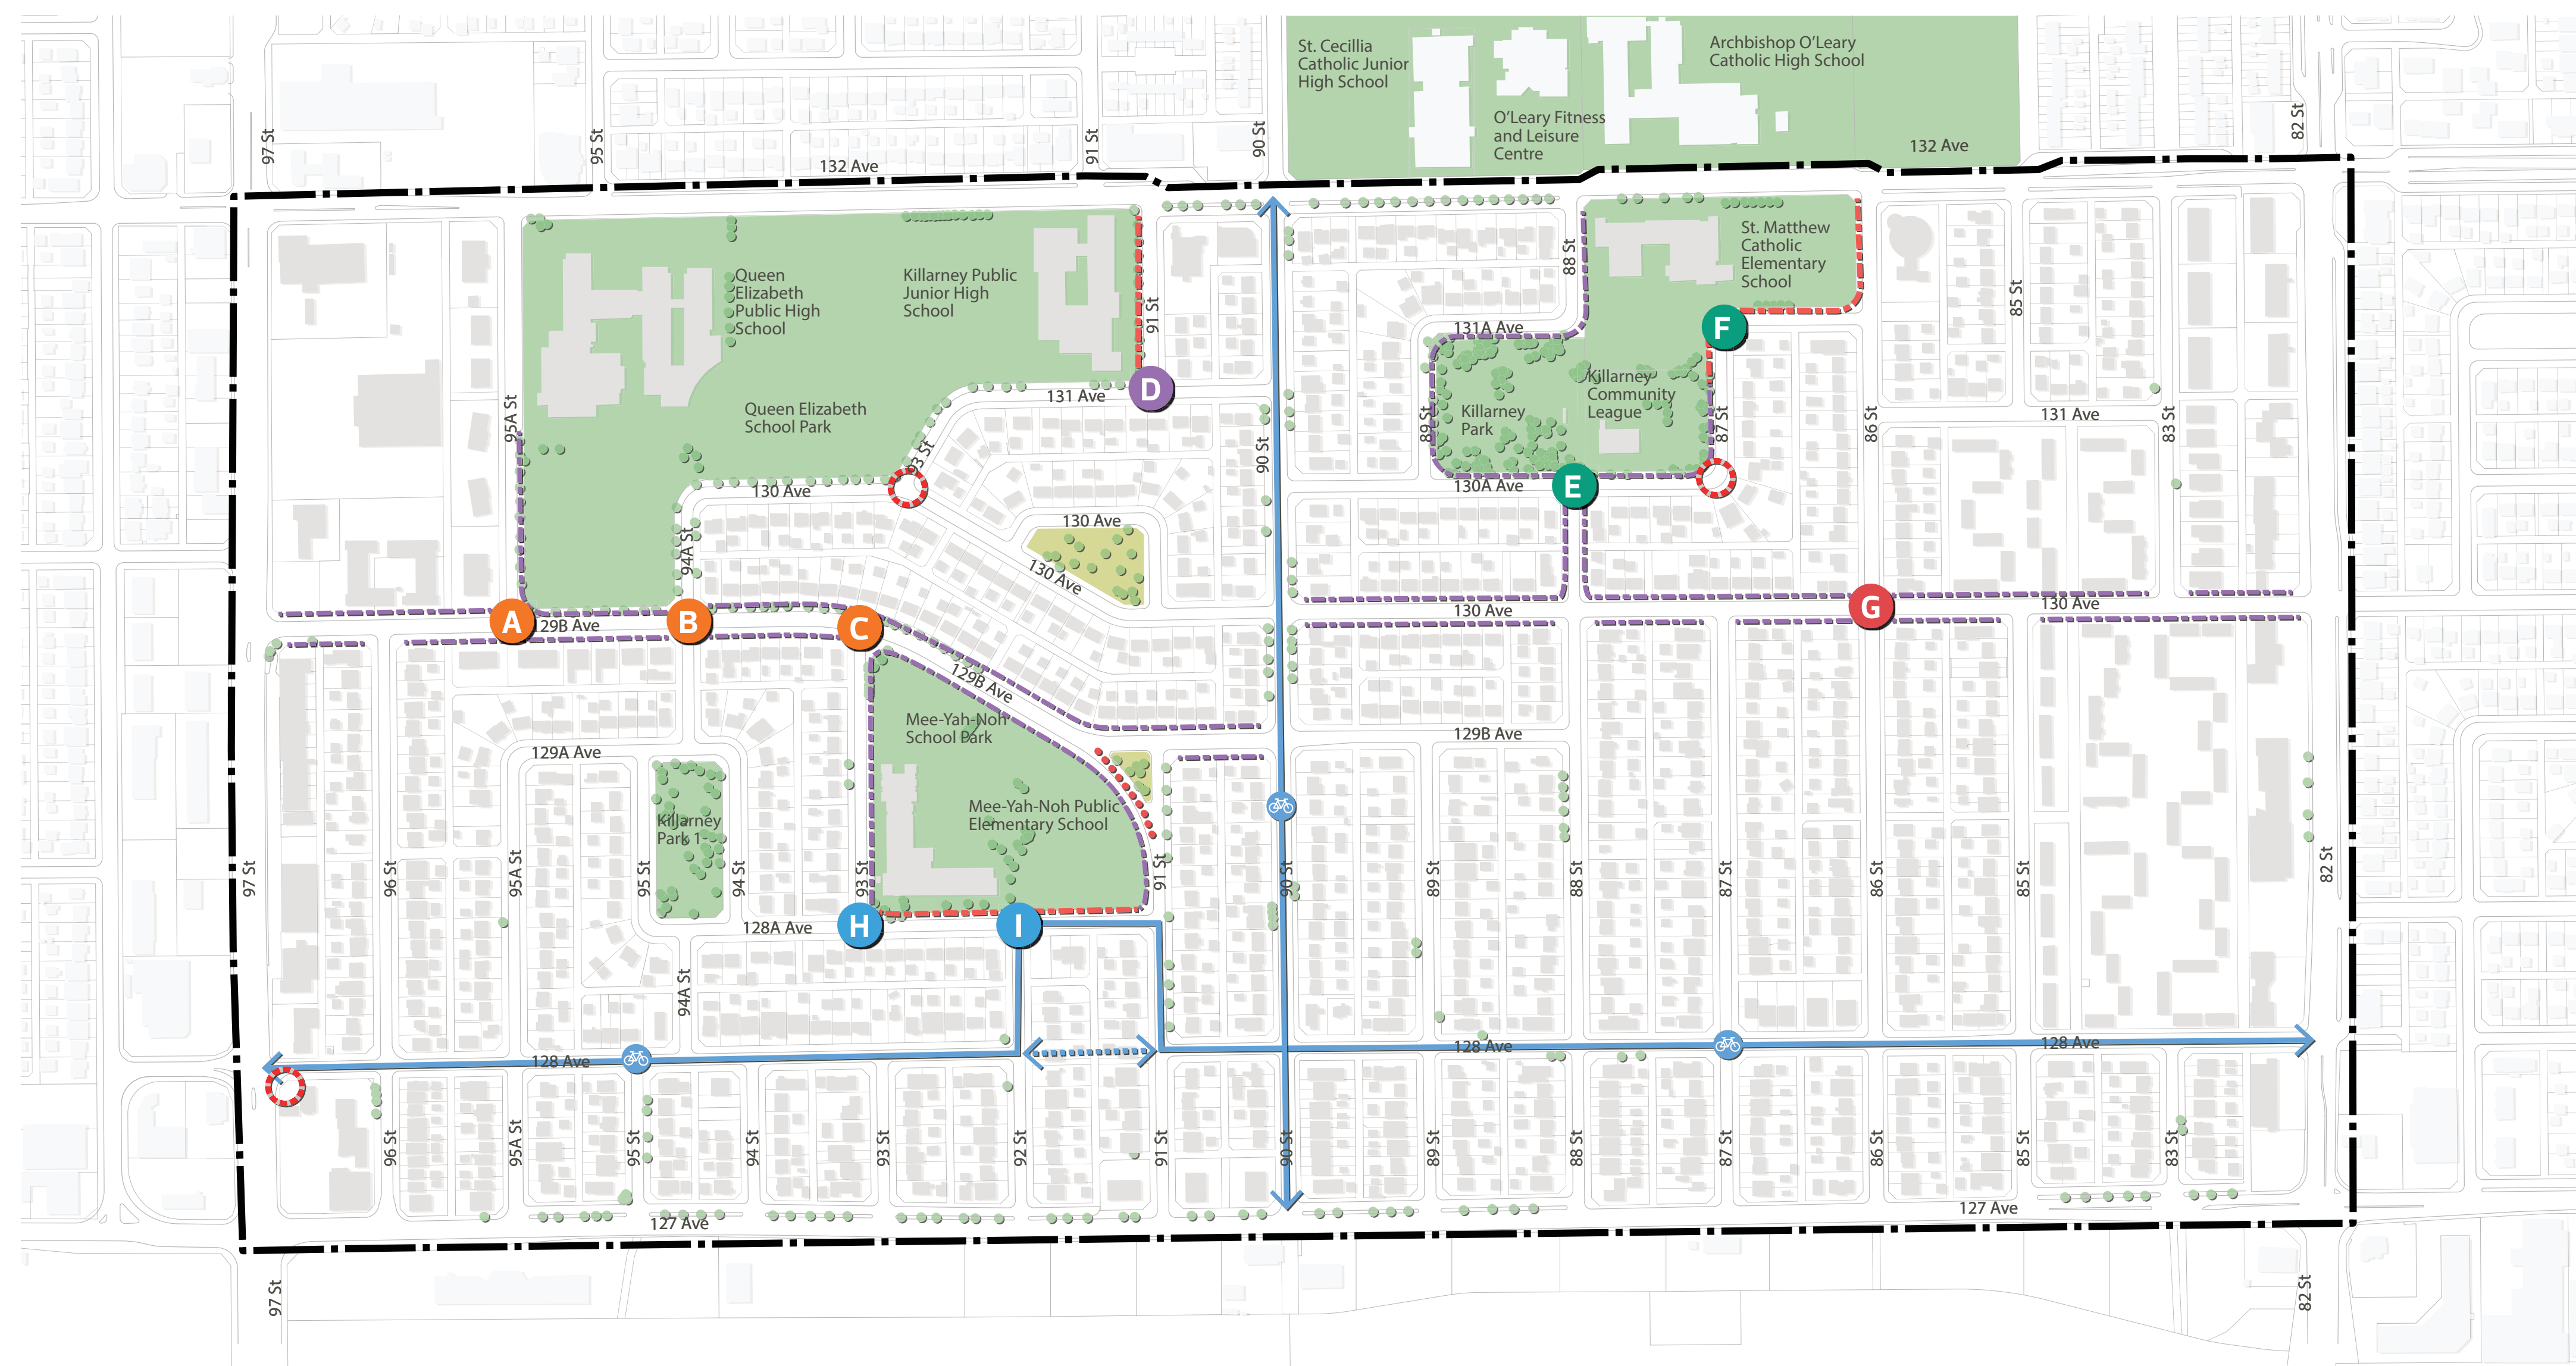 St. Cecillia
Catholic Junior
High School
O'Leary Fitness
and Leisure
Centre
Archbishop O'Leary
Catholic High School
132 Ave
97 St
95 St
91 St
90 St
82 St
132 Ave
Queen
Elizabeth
Public High
School
Killarney Public
Junior High
School
91 St
88 St
St. Matthew
Catholic
Elementary
School
85 St
131A Ave
F
D
131 Ave
Queen Elizabeth
School Park
95A St
93 St
90 St
89 St
Killarney
Park
Killarney
Community
League
87 St
86 St
131 Ave
83 St
130 Ave
130A Ave
E
94A St
130 Ave
130 Ave
A
129B Ave
B
C
130 Ave
G
130 Ave
129B Ave
129A Ave
Mee-Yah-Noh
School Park
129B Ave
Killarney
Park 1
Mee-Yah-Noh Public
Elementary School
97 St
96 St
95A St
95 St
94 St
93 St
91 St
90 St
89 St
88 St
87 St
86 St
85 St
82 St
128A Ave
H
I
94A St
128 Ave
128 Ave
128 Ave
96 St
95A St
95 St
94 St
93 St
92 St
91 St
90 St
89 St
88 St
87 St
86 St
85 St
83 St
127 Ave
127 Ave
97 St
82 St